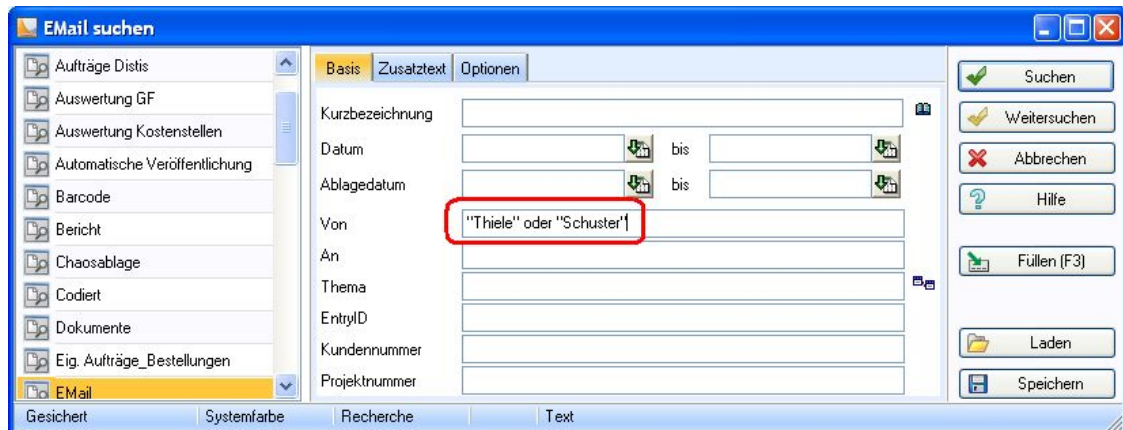 EMail suchen
Aufträge Distis
Auswertung GF
Auswertung Kostenstellen
Automatische Veröffentlichung
Barcode
Bericht
Chaosablage
Codiert
Dokumente
Eig. Aufträge_Bestellungen
EMail
Basis Zusatztext Optionen
Kurzbezeichnung
Datum bis
Ablagedatum bis
Von "Thiele" oder "Schuster"
An
Thema
EntryID
Kundennummer
Projektnummer
Suchen
Weitersuchen
Abbrechen
Hilfe
Füllen (F3)
Laden
Speichern
Gesichert Systemfarbe Recherche Text